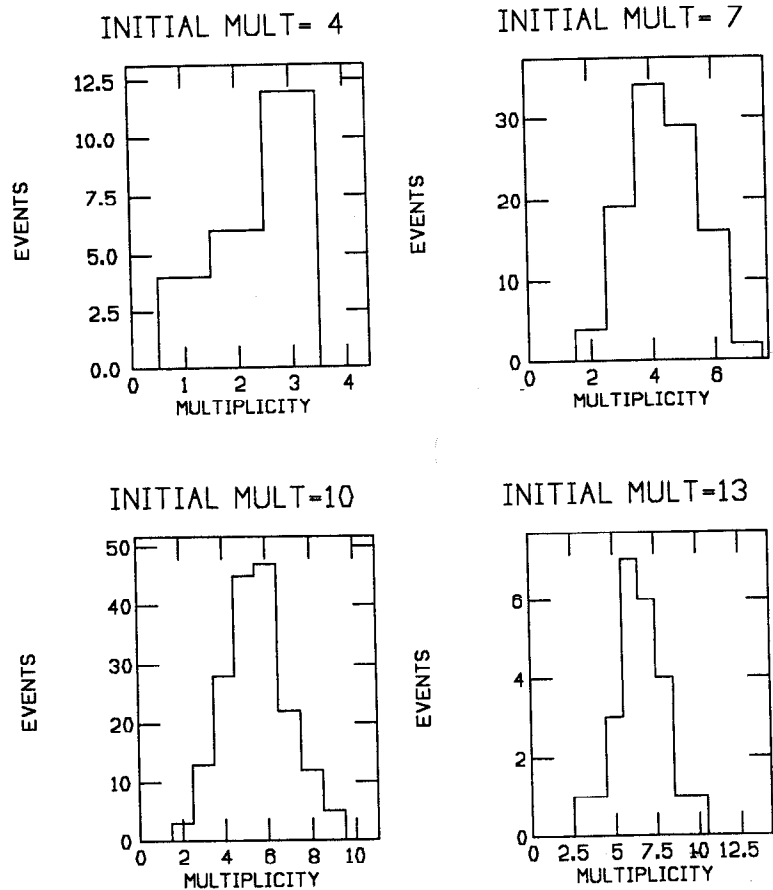 INITIAL MULT= 4
12.5
10.0
7.5
5.0
2.5
0.0
EVENTS
0 1 2 3 4
MULTIPLICITY
INITIAL MULT= 7
30
20
10
0
EVENTS
0 2 4 6
MULTIPLICITY
INITIAL MULT=10
50
40
30
20
10
0
EVENTS
0 2 4 6 8 10
MULTIPLICITY
INITIAL MULT=13
6
4
2
0
EVENTS
0 2.5 5 7.5 10 12.5
MULTIPLICITY